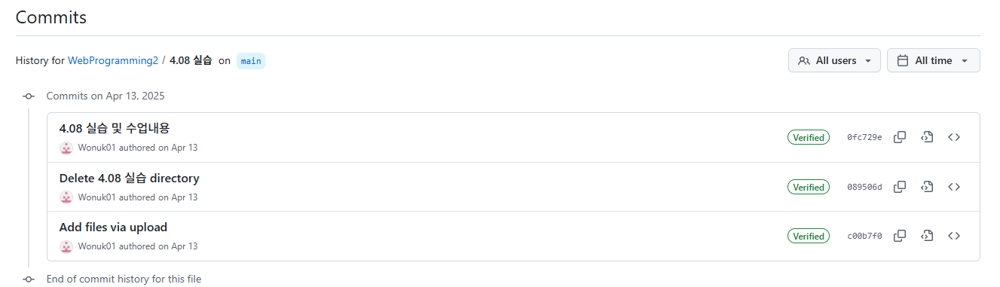 Commits
History for WebProgramming2 / 4.08 실습 on main
All users
All time
Commits on Apr 13, 2025
4.08 실습 및 수업내용
Wonuk01 authored on Apr 13
Verified
0fc729e
Delete 4.08 실습 directory
Wonuk01 authored on Apr 13
Verified
089506d
Add files via upload
Wonuk01 authored on Apr 13
Verified
c00b7f0
End of commit history for this file